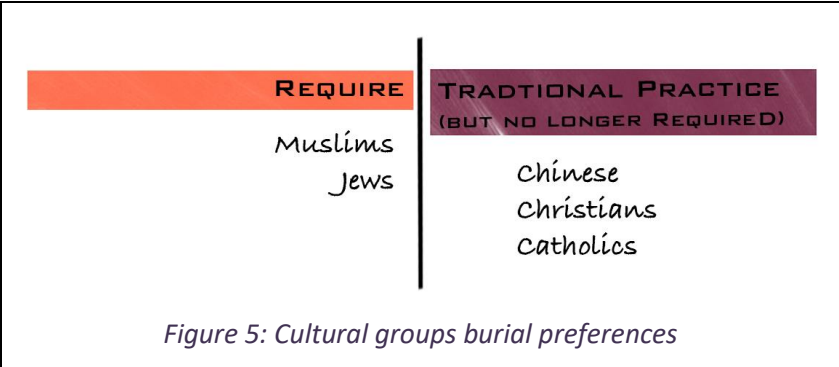 REQUIRE
Muslims
Jews
TRADTIONAL PRACTICE
(BUT NO LONGER REQUIRED)
Chinese
Christians
Catholics
Figure 5: Cultural groups burial preferences